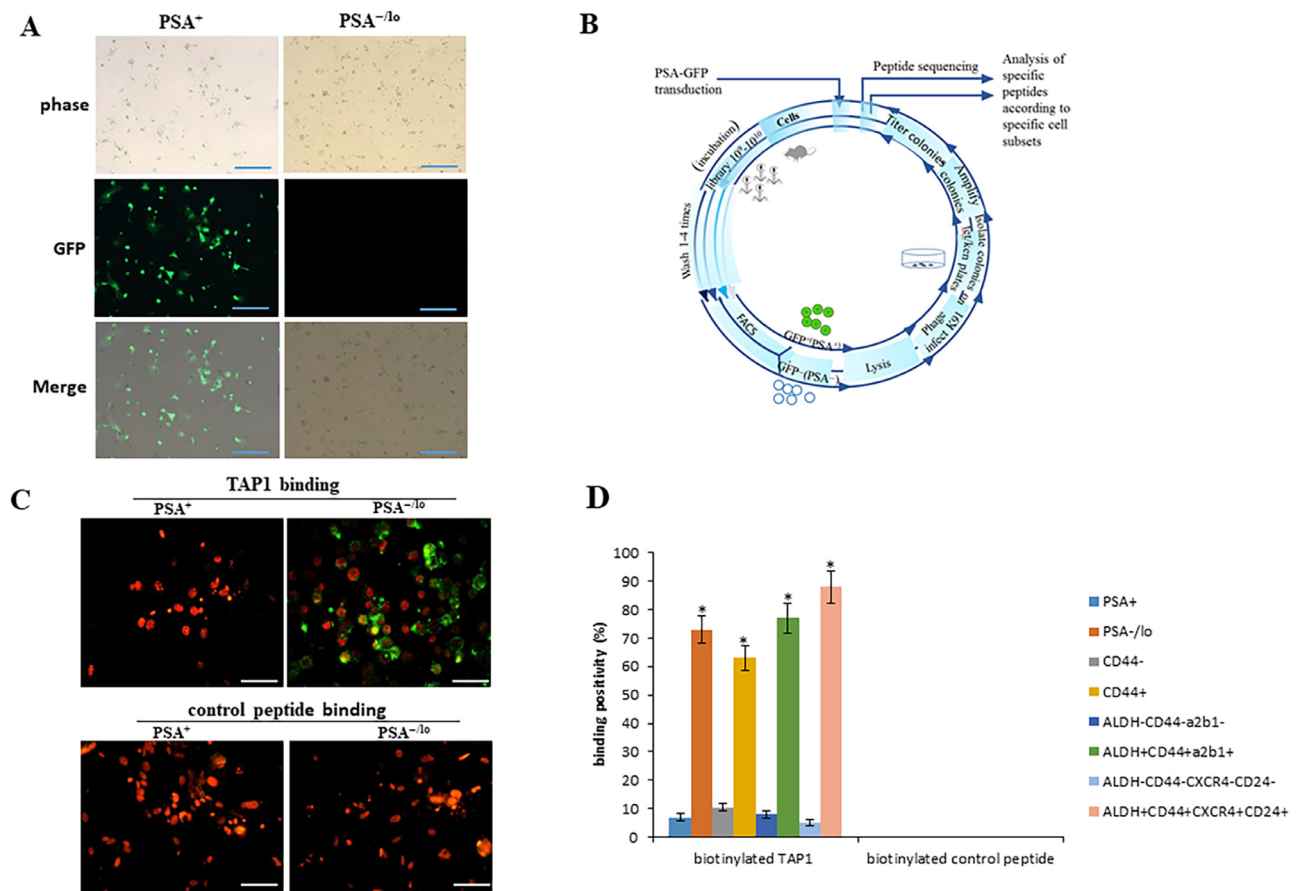 A
PSA⁺
PSA⁻/ˡᵒ
phase
GFP
Merge
B
PSA-GFP
transduction
Peptide sequencing
Analysis of
specific
peptides
according to
specific cell
subsets
Cells
(incubation)
library 10⁹-10¹⁰
Wash 1-4 times
FACS
GFP⁺(PSA⁺)
GFP⁻(PSA⁻)
Lysis
Phage
infect K91
Isolate colonies on
tet/kcn plates
Amplify
colonies
Titer colonies
C
TAP1 binding
PSA⁺
PSA⁻/ˡᵒ
control peptide binding
PSA⁺
PSA⁻/ˡᵒ
D
binding positivity (%)
100
90
80
70
60
50
40
30
20
10
0
*
*
*
*
biotinylated TAP1
biotinylated control peptide
PSA+
PSA-/lo
CD44-
CD44+
ALDH-CD44-a2b1-
ALDH+CD44+a2b1+
ALDH-CD44-CXCR4-CD24-
ALDH+CD44+CXCR4+CD24+